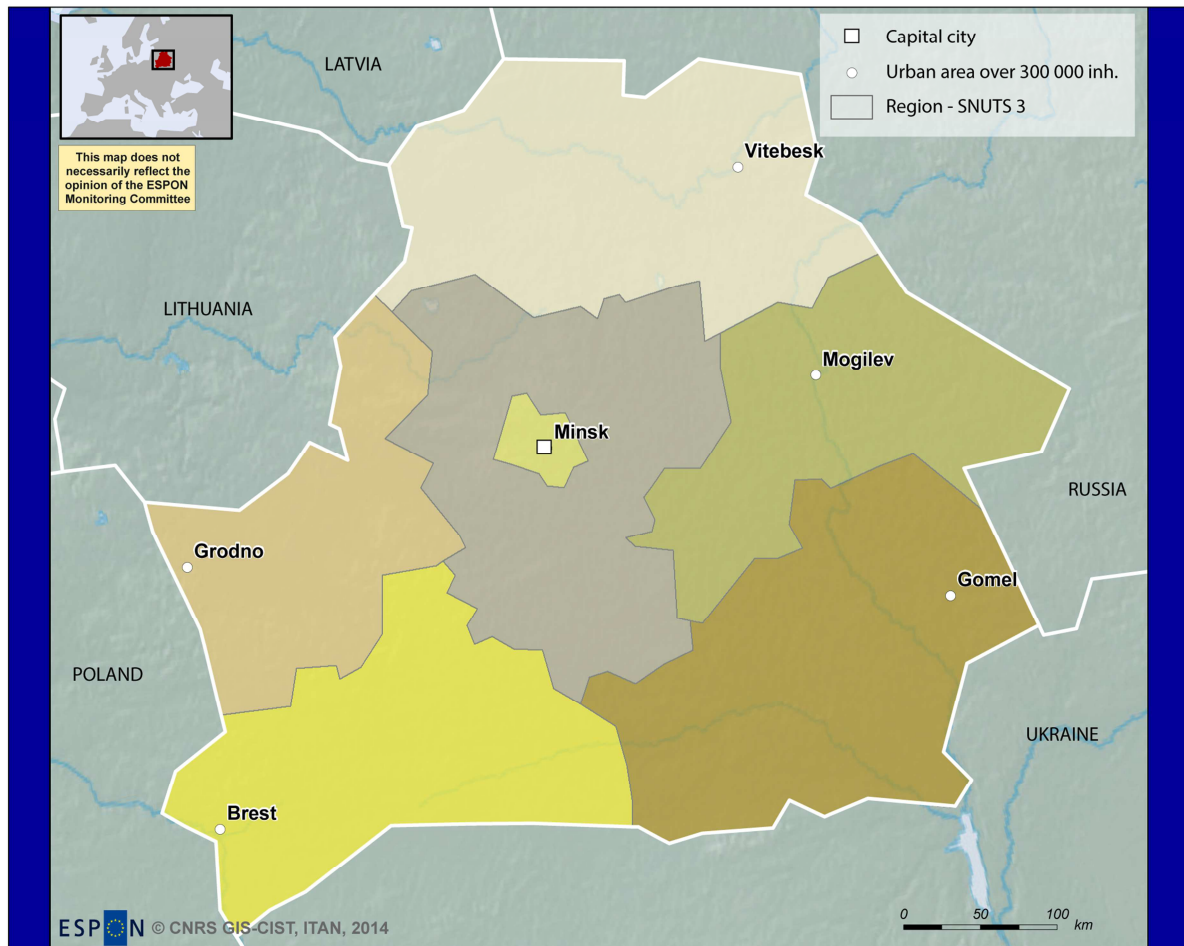 LATVIA
Capital city
Urban area over 300 000 inh.
Region - SNUTS 3
This map does not
necessarily reflect the
opinion of the ESPON
Monitoring Committee
Vitebesk
LITHUANIA
Mogilev
Minsk
RUSSIA
Grodno
Gomel
POLAND
UKRAINE
Brest
ESPON © CNRS GIS-CIST, ITAN, 2014
0 50 100
km